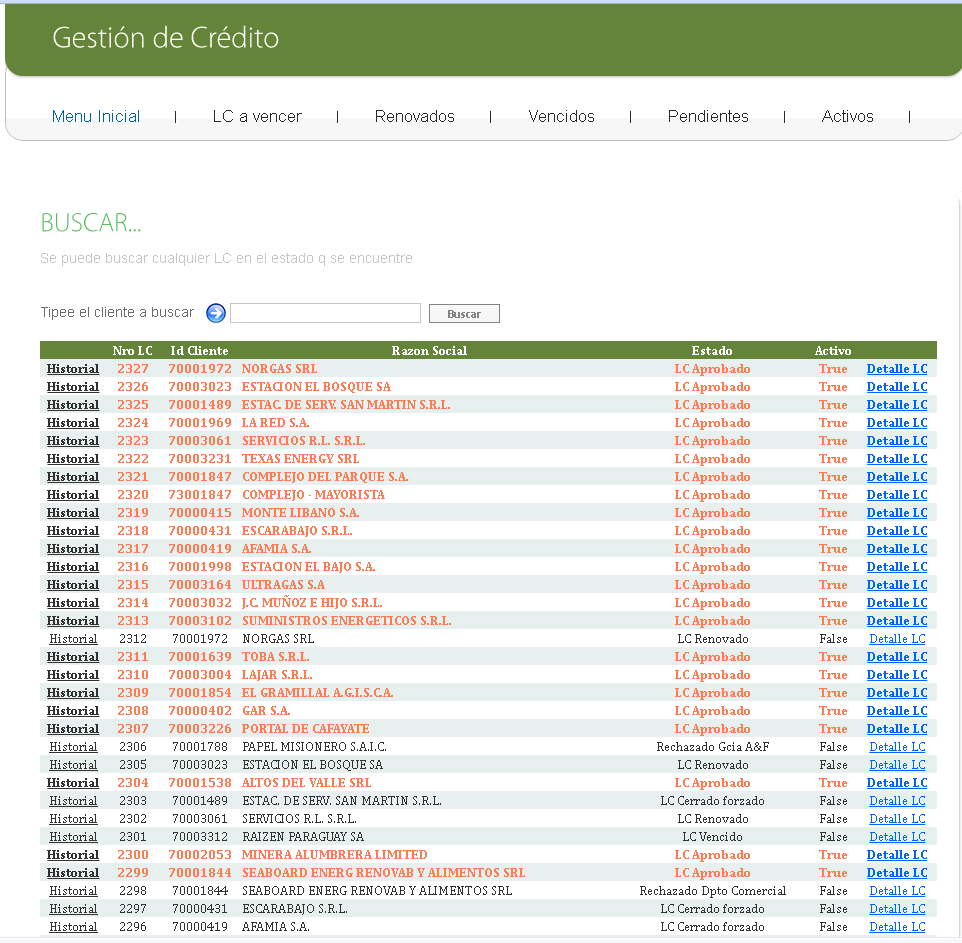 Gestión de Crédito
Menu Inicial | LC a vencer | Renovados | Vencidos | Pendientes | Activos |
BUSCAR...
Se puede buscar cualquier LC en el estado q se encuentre
Tipee el cliente a buscar Buscar
Nro LC Id Cliente Razon Social Estado Activo
Historial 2327 70001972 NORGAS SRL LC Aprobado True Detalle LC
Historial 2326 70003023 ESTACION EL BOSQUE SA LC Aprobado True Detalle LC
Historial 2325 70001489 ESTAC. DE SERV. SAN MARTIN S.R.L. LC Aprobado True Detalle LC
Historial 2324 70001969 LA RED S.A. LC Aprobado True Detalle LC
Historial 2323 70003061 SERVICIOS R.L. S.R.L. LC Aprobado True Detalle LC
Historial 2322 70003231 TEXAS ENERGY SRL LC Aprobado True Detalle LC
Historial 2321 70001847 COMPLEJO DEL PARQUE S.A. LC Aprobado True Detalle LC
Historial 2320 73001847 COMPLEJO - MAYORISTA LC Aprobado True Detalle LC
Historial 2319 70000415 MONTE LIBANO S.A. LC Aprobado True Detalle LC
Historial 2318 70000431 ESCARABAJO S.R.L. LC Aprobado True Detalle LC
Historial 2317 70000419 AFAMIA S.A. LC Aprobado True Detalle LC
Historial 2316 70001998 ESTACION EL BAJO S.A. LC Aprobado True Detalle LC
Historial 2315 70003164 ULTRAGAS S.A LC Aprobado True Detalle LC
Historial 2314 70003032 J.C. MUÑOZ E HIJO S.R.L. LC Aprobado True Detalle LC
Historial 2313 70003102 SUMINISTROS ENERGETICOS S.R.L. LC Aprobado True Detalle LC
Historial 2312 70001972 NORGAS SRL LC Renovado False Detalle LC
Historial 2311 70001639 TOBA S.R.L. LC Aprobado True Detalle LC
Historial 2310 70003004 LAJAR S.R.L. LC Aprobado True Detalle LC
Historial 2309 70001854 EL GRAMILLAL A.G.I.S.C.A. LC Aprobado True Detalle LC
Historial 2308 70000402 GAR S.A. LC Aprobado True Detalle LC
Historial 2307 70003226 PORTAL DE CAFAYATE LC Aprobado True Detalle LC
Historial 2306 70001788 PAPEL MISIONERO S.A.I.C. Rechazado Gcia A&F False Detalle LC
Historial 2305 70003023 ESTACION EL BOSQUE SA LC Renovado False Detalle LC
Historial 2304 70001538 ALTOS DEL VALLE SRL LC Aprobado True Detalle LC
Historial 2303 70001489 ESTAC. DE SERV. SAN MARTIN S.R.L. LC Cerrado forzado False Detalle LC
Historial 2302 70003061 SERVICIOS R.L. S.R.L. LC Renovado False Detalle LC
Historial 2301 70003312 RAIZEN PARAGUAY SA LC Vencido False Detalle LC
Historial 2300 70002053 MINERA ALUMBRERA LIMITED LC Aprobado True Detalle LC
Historial 2299 70001844 SEABOARD ENERG RENOVAB Y ALIMENTOS SRL LC Aprobado True Detalle LC
Historial 2298 70001844 SEABOARD ENERG RENOVAB Y ALIMENTOS SRL Rechazado Dpto Comercial False Detalle LC
Historial 2297 70000431 ESCARABAJO S.R.L. LC Cerrado forzado False Detalle LC
Historial 2296 70000419 AFAMIA S.A. LC Cerrado forzado False Detalle LC